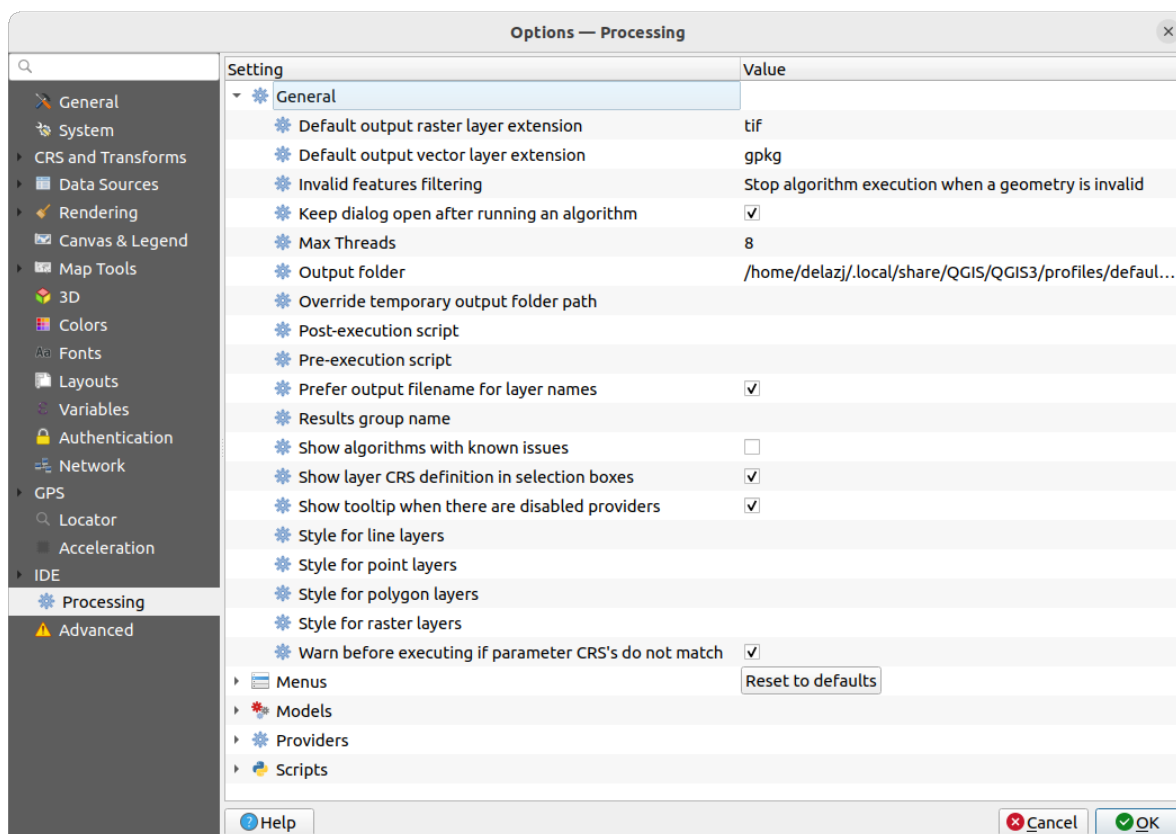 Options — Processing
General
System
CRS and Transforms
Data Sources
Rendering
Canvas & Legend
Map Tools
3D
Colors
Fonts
Layouts
Variables
Authentication
Network
GPS
Locator
Acceleration
IDE
Processing
Advanced
Setting Value
General
Default output raster layer extension tif
Default output vector layer extension gpkg
Invalid features filtering Stop algorithm execution when a geometry is invalid
Keep dialog open after running an algorithm
Max Threads 8
Output folder /home/delazj/.local/share/QGIS/QGIS3/profiles/defaul...
Override temporary output folder path
Post-execution script
Pre-execution script
Prefer output filename for layer names
Results group name
Show algorithms with known issues
Show layer CRS definition in selection boxes
Show tooltip when there are disabled providers
Style for line layers
Style for point layers
Style for polygon layers
Style for raster layers
Warn before executing if parameter CRS's do not match
Menus Reset to defaults
Models
Providers
Scripts
Help Cancel OK